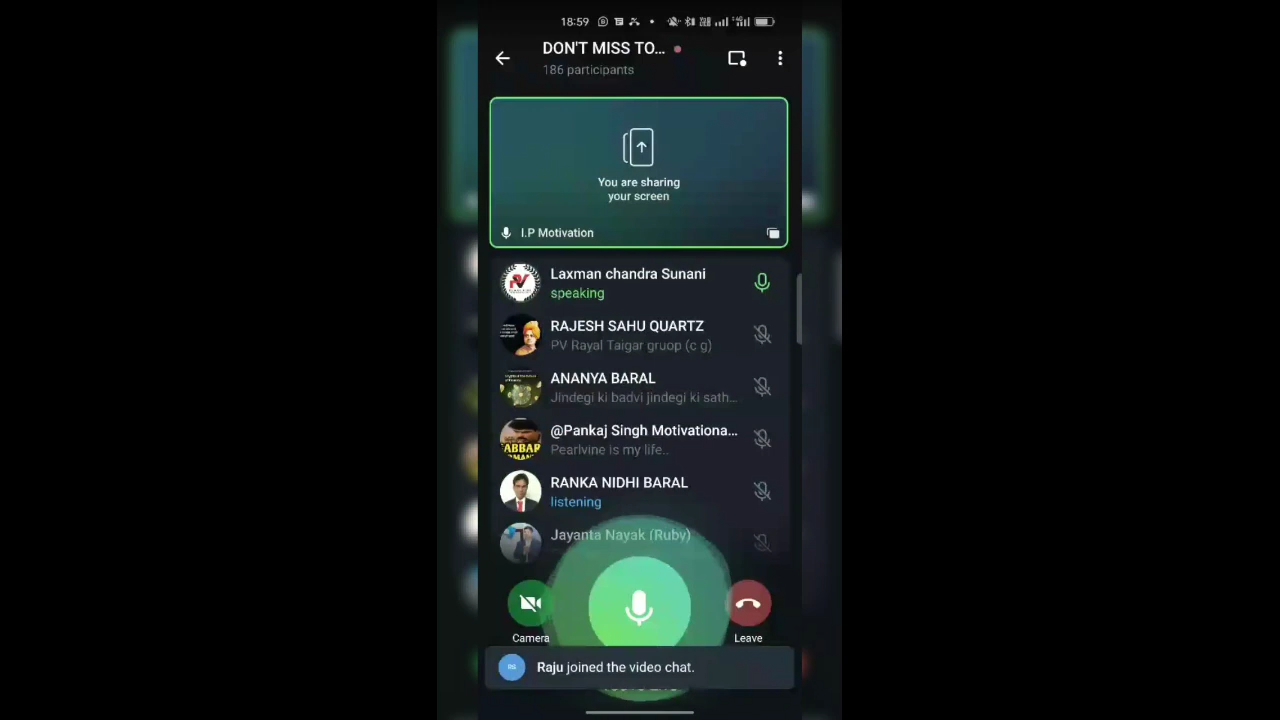 18:59
DON'T MISS TO...
186 participants
You are sharing
your screen
I.P Motivation
Laxman chandra Sunani
speaking
RAJESH SAHU QUARTZ
PV Rayal Taigar gruop (c g)
ANANYA BARAL
Jindegi ki badvi jindegi ki sath...
@Pankaj Singh Motivationa...
Pearlvine is my life..
ABBAR
RANKA NIDHI BARAL
listening
Jayanta Nayak (Ruby)
Camera
Leave
Raju joined the video chat.